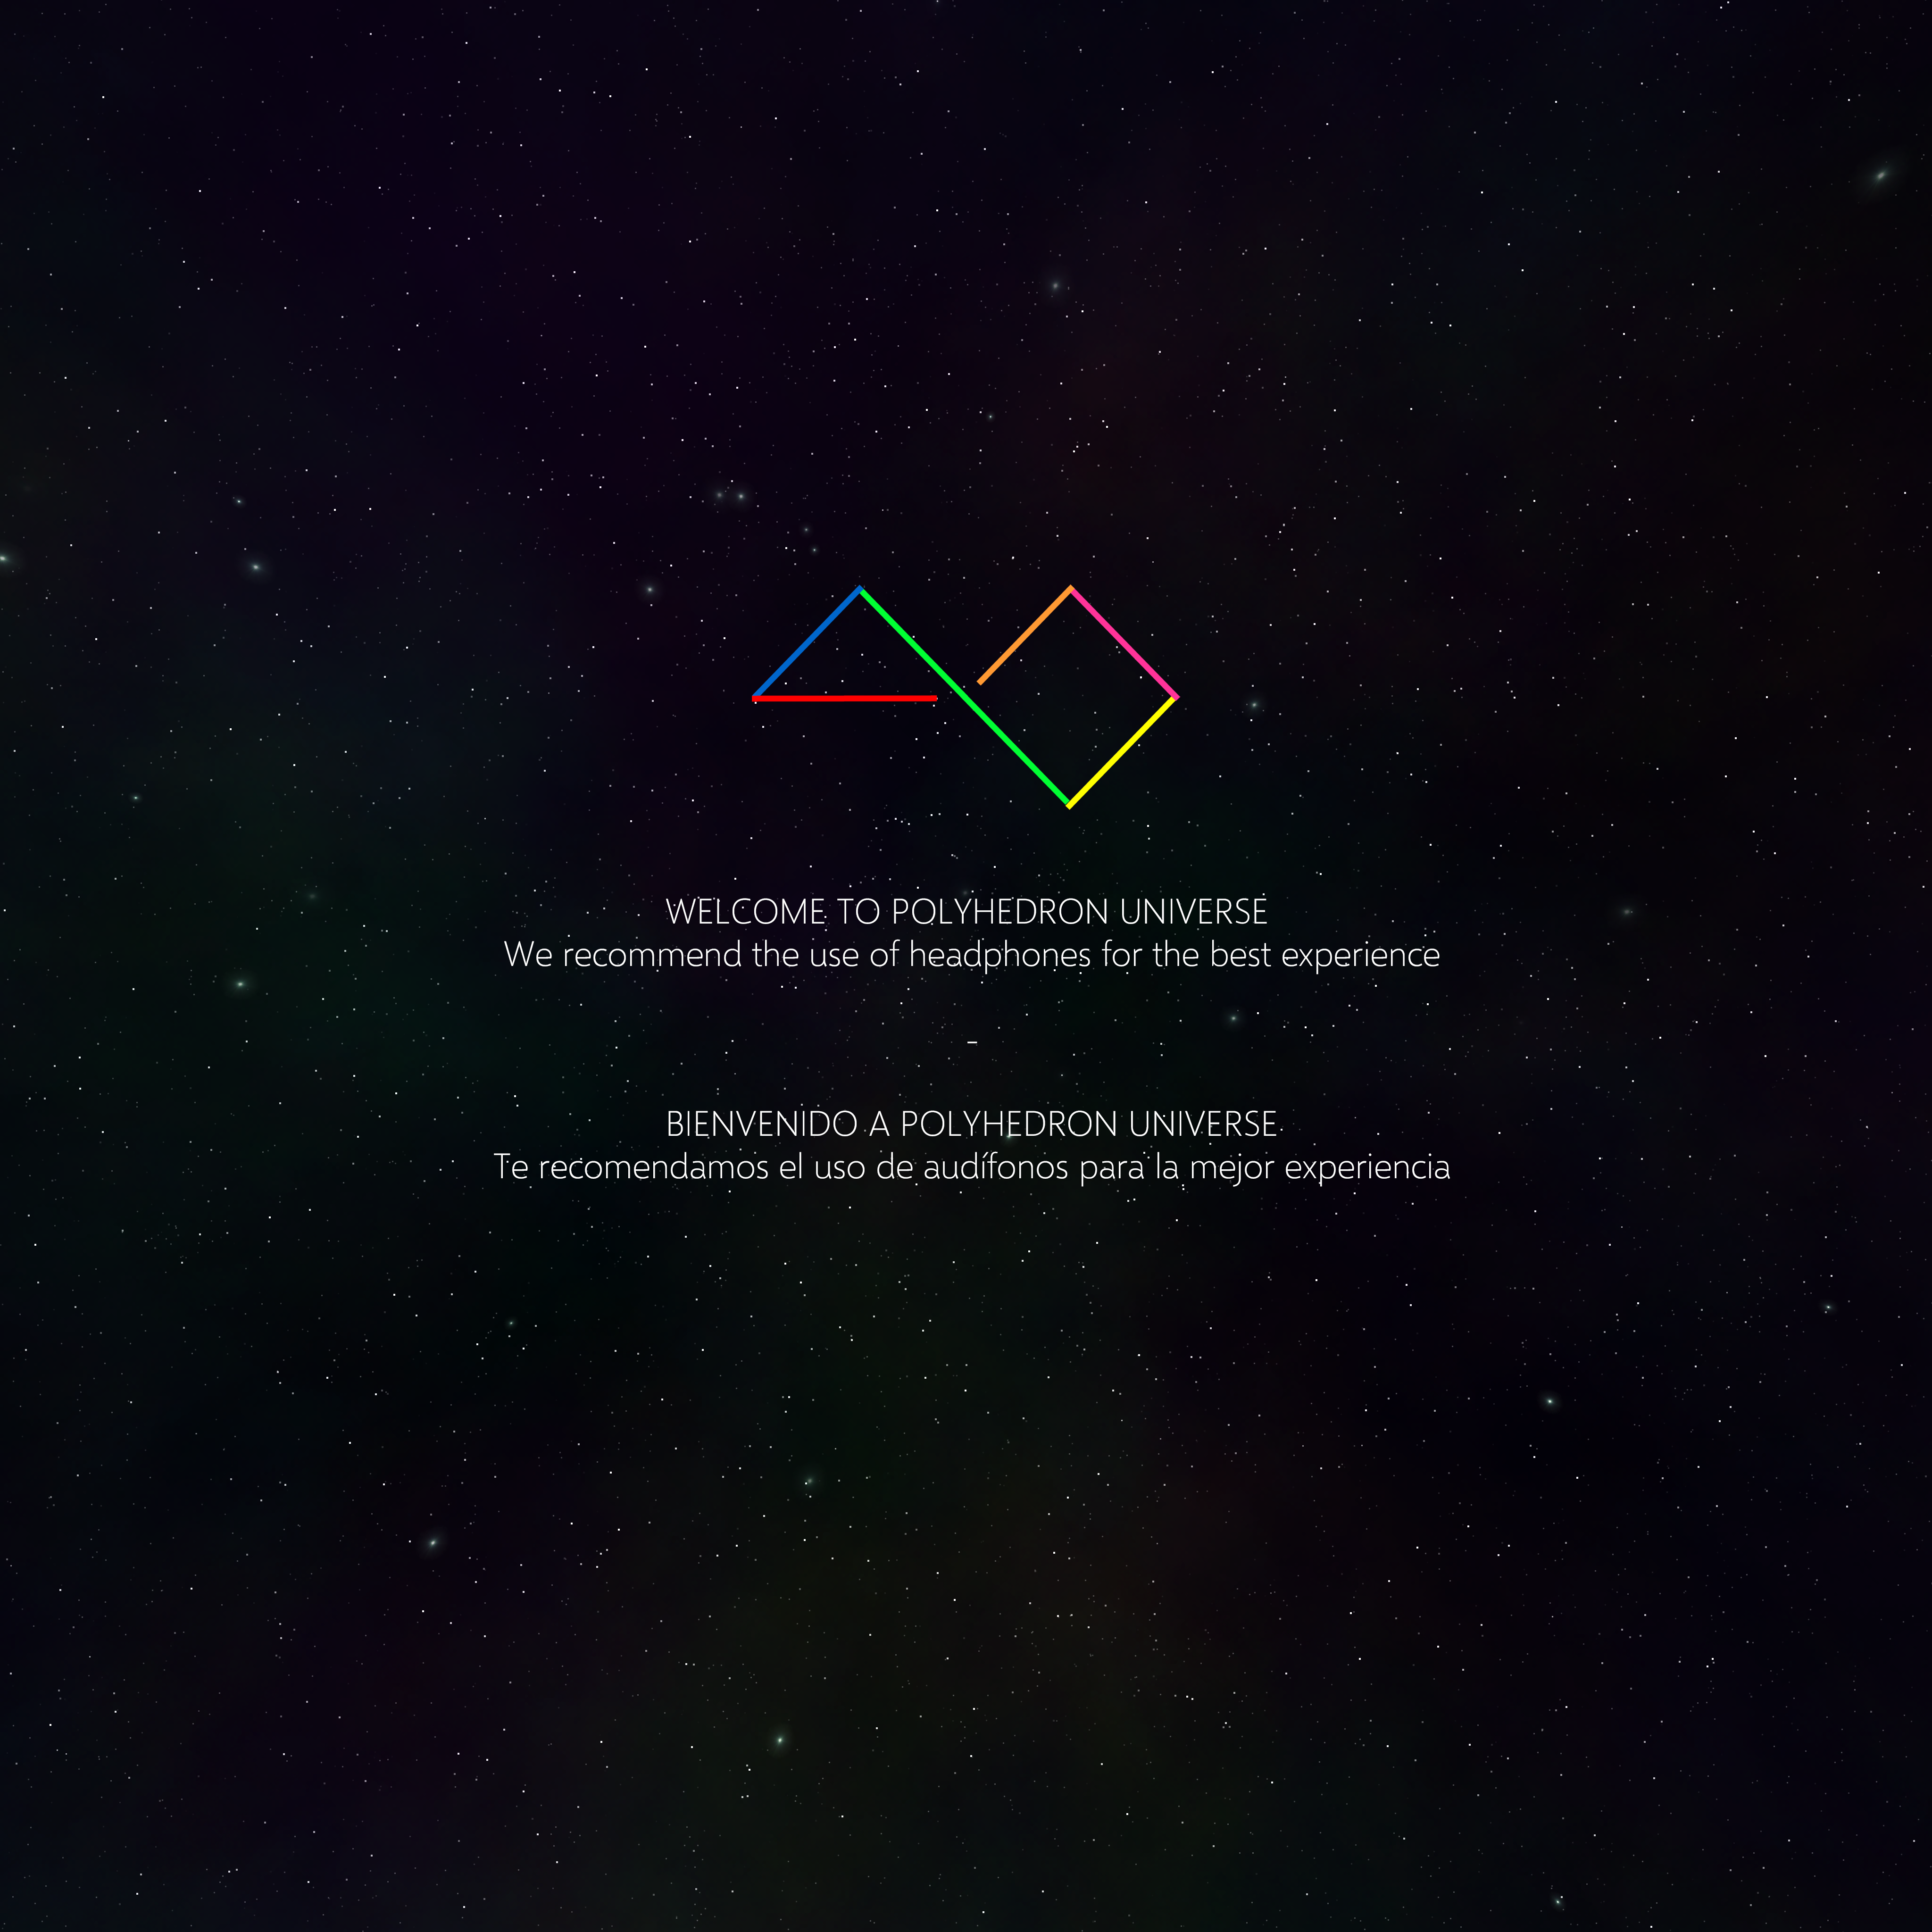 WELCOME TO POLYHEDRON UNIVERSE
We recommend the use of headphones for the best experience
-
BIENVENIDO A POLYHEDRON UNIVERSE
Te recomendamos el uso de audífonos para la mejor experiencia